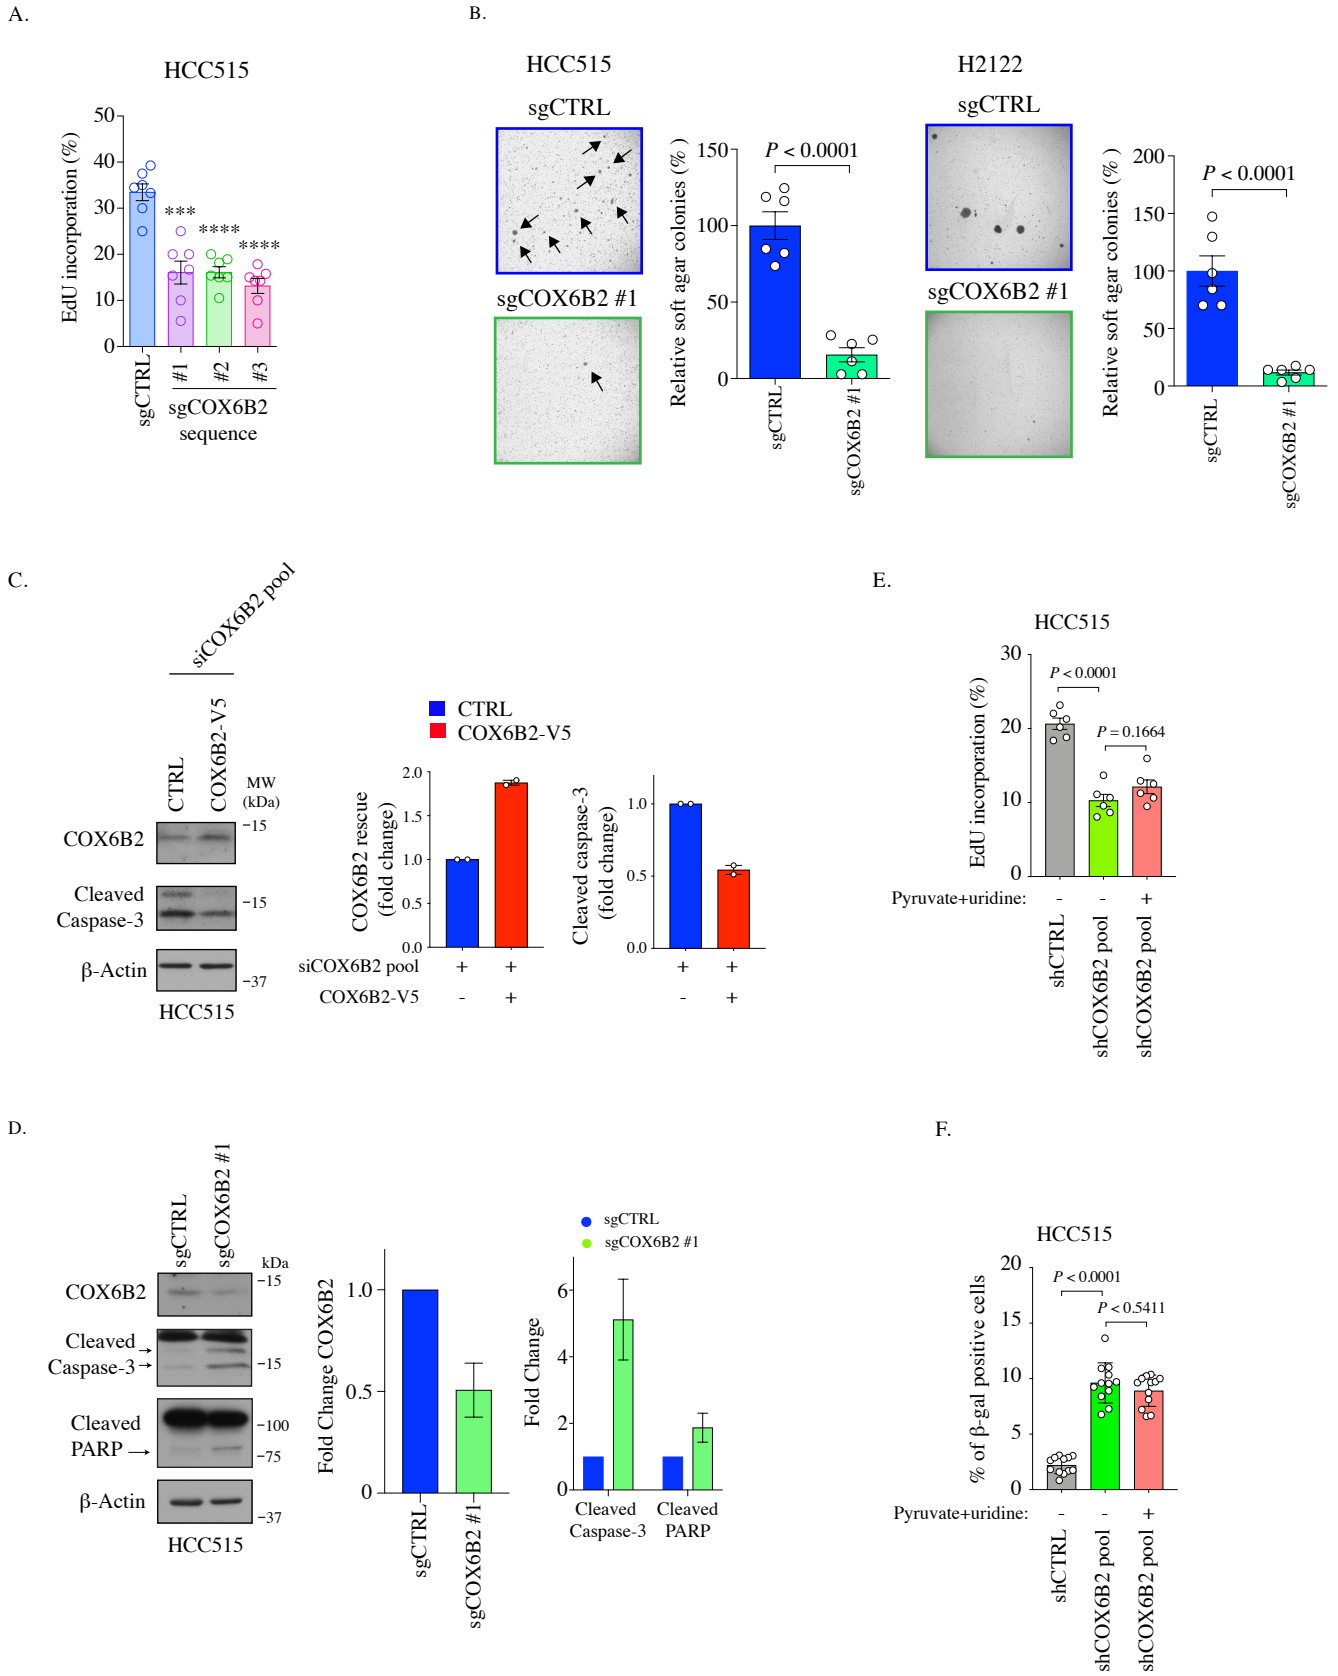 A.
HCC515
EdU incorporation (%)
50
40
30
20
10
0
***
****
****
sgCTRL
#1
#2
#3
sgCOX6B2
sequence
B.
HCC515
sgCTRL
sgCOX6B2 #1
Relative soft agar colonies (%)
150
100
50
0
P < 0.0001
sgCTRL
sgCOX6B2 #1
H2122
sgCTRL
sgCOX6B2 #1
Relative soft agar colonies (%)
200
150
100
50
0
P < 0.0001
sgCTRL
sgCOX6B2 #1
C.
siCOX6B2 pool
CTRL
COX6B2-V5
MW
(kDa)
COX6B2
-15
Cleaved
Caspase-3
-15
β-Actin
-37
HCC515
CTRL
COX6B2-V5
COX6B2 rescue
(fold change)
2.0
1.5
1.0
0.5
0.0
Cleaved caspase-3
(fold change)
1.0
0.5
0.0
siCOX6B2 pool + + + +
COX6B2-V5 - + - +
E.
HCC515
EdU incorporation (%)
30
20
10
0
P < 0.0001
P = 0.1664
Pyruvate+uridine: - - +
shCTRL
shCOX6B2 pool
shCOX6B2 pool
D.
sgCTRL
sgCOX6B2 #1
kDa
COX6B2
-15
Cleaved
Caspase-3
-15
Cleaved
PARP
-100
-75
β-Actin
-37
HCC515
Fold Change COX6B2
1.0
0.5
0
sgCTRL
sgCOX6B2 #1
sgCTRL
sgCOX6B2 #1
Fold Change
6
4
2
0
Cleaved
Caspase-3
Cleaved
PARP
F.
HCC515
% of β-gal positive cells
20
15
10
5
0
P < 0.0001
P < 0.5411
Pyruvate+uridine: - - +
shCTRL
shCOX6B2 pool
shCOX6B2 pool